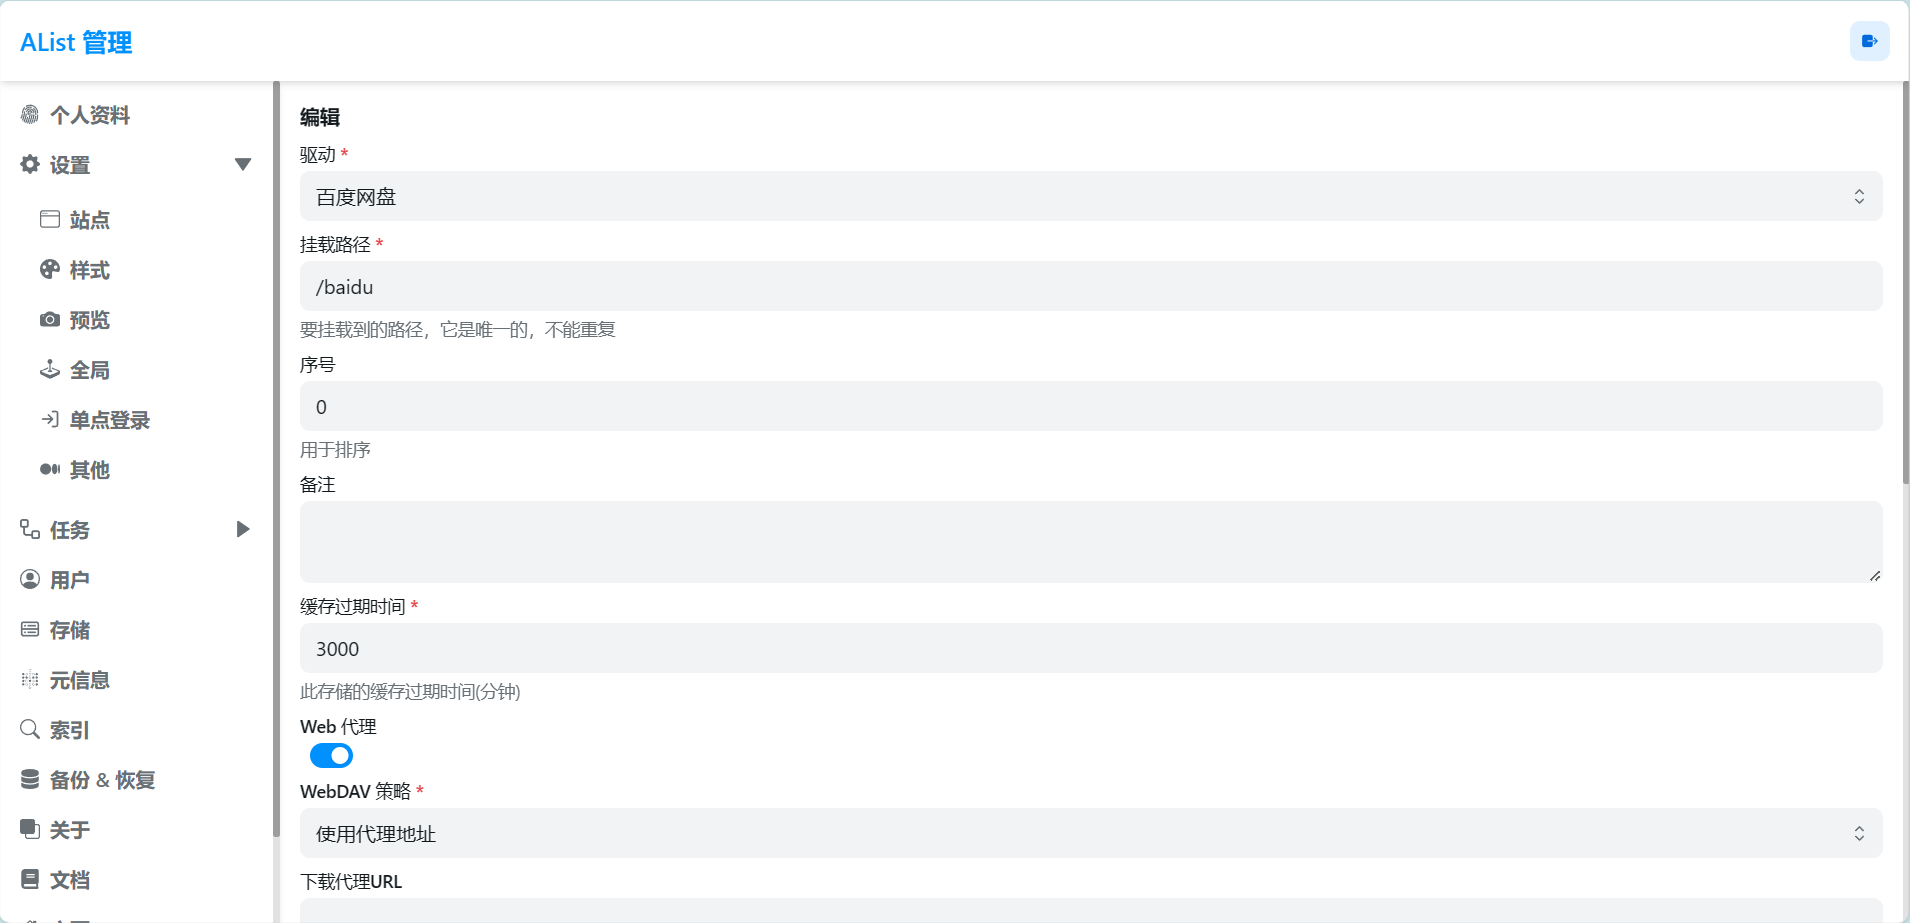 AList 管理
个人资料
设置
站点
样式
预览
全局
单点登录
其他
任务
用户
存储
元信息
索引
备份 & 恢复
关于
文档
编辑
驱动 *
百度网盘
挂载路径 *
/baidu
要挂载到的路径，它是唯一的，不能重复
序号
0
用于排序
备注
缓存过期时间 *
3000
此存储的缓存过期时间(分钟)
Web 代理
WebDAV 策略 *
使用代理地址
下载代理URL